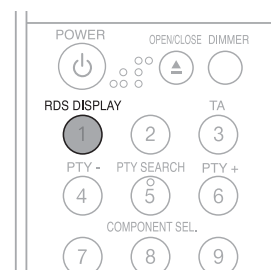 POWER OPEN/CLOSE DIMMER
RDS DISPLAY TA
1 2 3
PTY - PTY SEARCH PTY +
4 5 6
COMPONENT SEL.
7 8 9